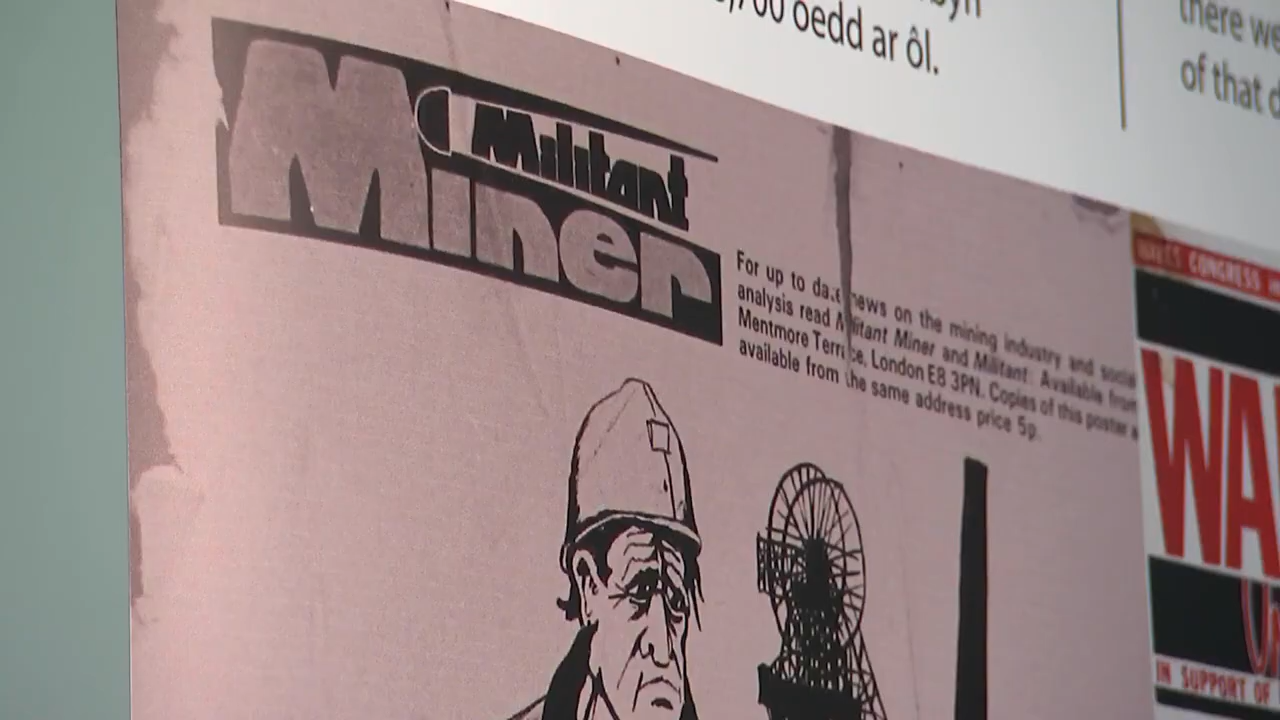 ,700 oedd ar ôl.
there we
of that d
Militant
Miner
For up to date news on the mining industry and social
analysis read Militant Miner and Militant. Available from
Mentmore Terrace, London E8 3PN. Copies of this poster a
available from the same address price 5p.
CONGRESS
WA
IN SUPPORT OF